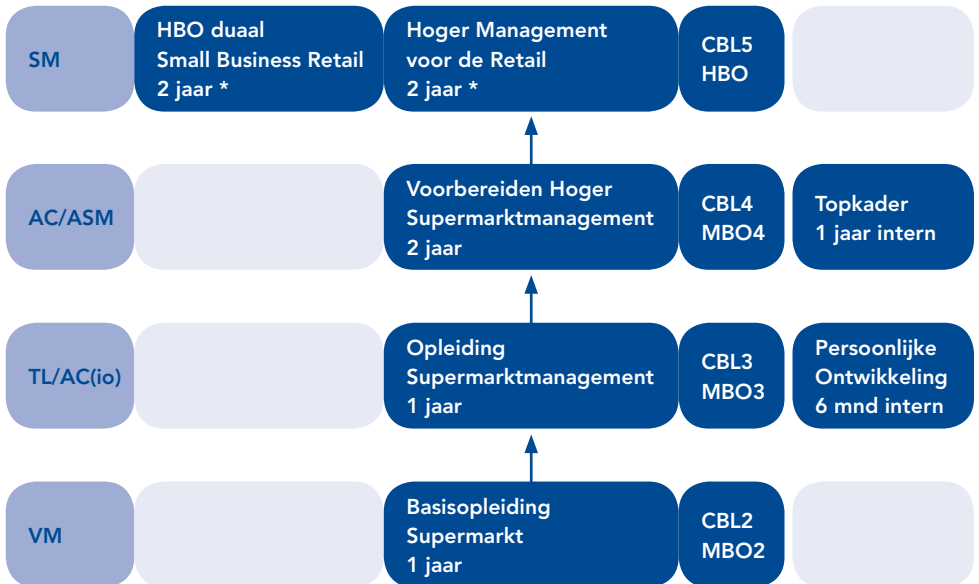 SM
HBO duaal
Small Business Retail
2 jaar *
Hoger Management
voor de Retail
2 jaar *
CBL5
HBO
AC/ASM
Voorbereiden Hoger
Supermarktmanagement
2 jaar
CBL4
MBO4
Topkader
1 jaar intern
TL/AC(io)
Opleiding
Supermarktmanagement
1 jaar
CBL3
MBO3
Persoonlijke
Ontwikkeling
6 mnd intern
VM
Basisopleiding
Supermarkt
1 jaar
CBL2
MBO2